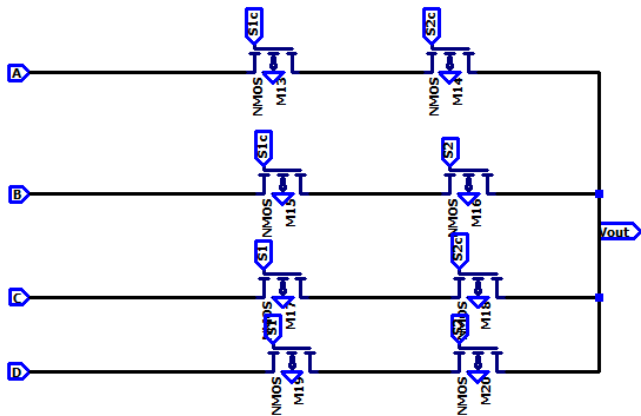 S1c S2c
A NMOS M13 NMOS M14
S1c S2
B NMOS M15 NMOS M16
Vout
S1 S2c
C NMOS M17 NMOS M18
S1
D NMOS M19 NMOS M20